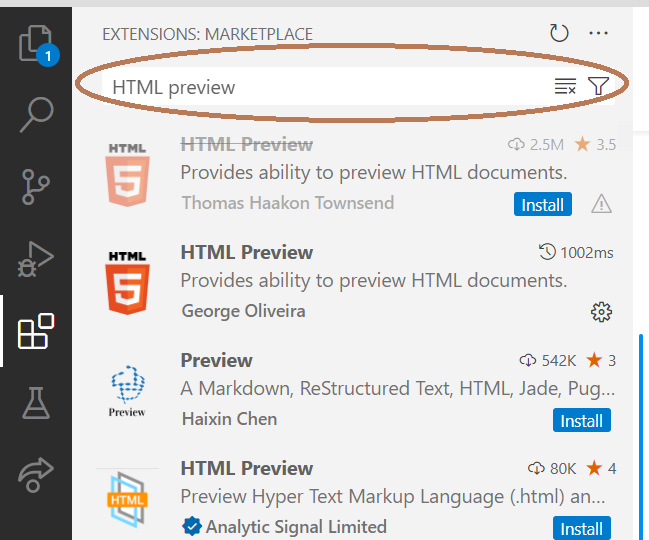 EXTENSIONS: MARKETPLACE
1
HTML preview
HTML
5
HTML Preview 2.5M 3.5
Provides ability to preview HTML documents.
Thomas Haakon Townsend Install
HTML
5
HTML Preview 1002ms
Provides ability to preview HTML documents.
George Oliveira
Preview
Preview 542K 3
A Markdown, ReStructured Text, HTML, Jade, Pug...
Haixin Chen Install
HTML
HTML Preview 80K 4
Preview Hyper Text Markup Language (.html) an...
Analytic Signal Limited Install